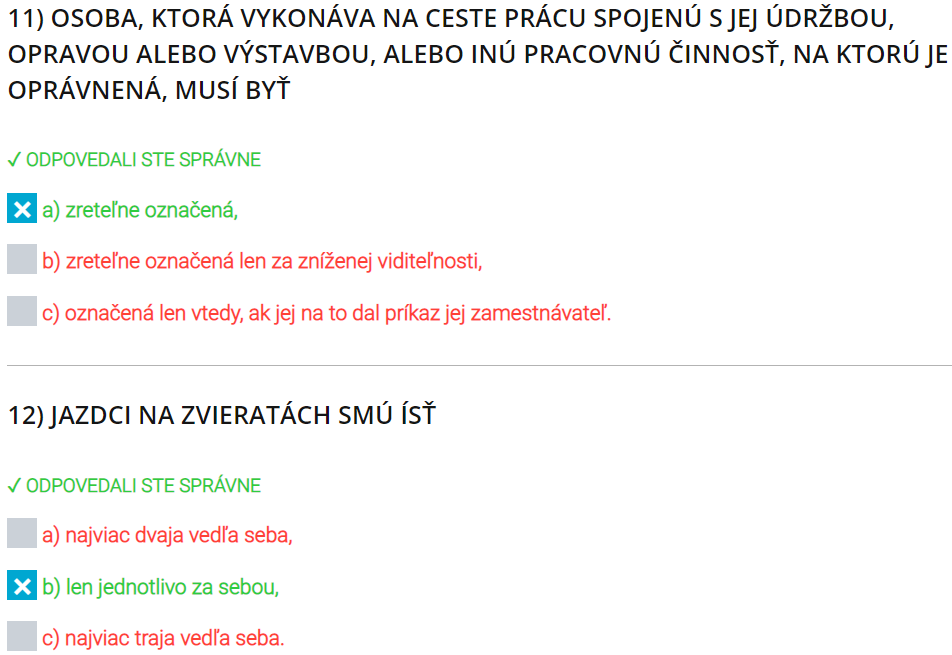 11) OSOBA, KTORÁ VYKONÁVA NA CESTE PRÁCU SPOJENÚ S JEJ ÚDRŽBOU,
OPRAVOU ALEBO VÝSTAVBOU, ALEBO INÚ PRACOVNÚ ČINNOSŤ, NA KTORÚ JE
OPRÁVNENÁ, MUSÍ BYŤ
✓ ODPOVEDALI STE SPRÁVNE
a) zreteľne označená,
b) zreteľne označená len za zníženej viditeľnosti,
c) označená len vtedy, ak jej na to dal príkaz jej zamestnávateľ.
12) JAZDCI NA ZVIERATÁCH SMÚ ÍSŤ
✓ ODPOVEDALI STE SPRÁVNE
a) najviac dvaja vedľa seba,
b) len jednotlivo za sebou,
c) najviac traja vedľa seba.